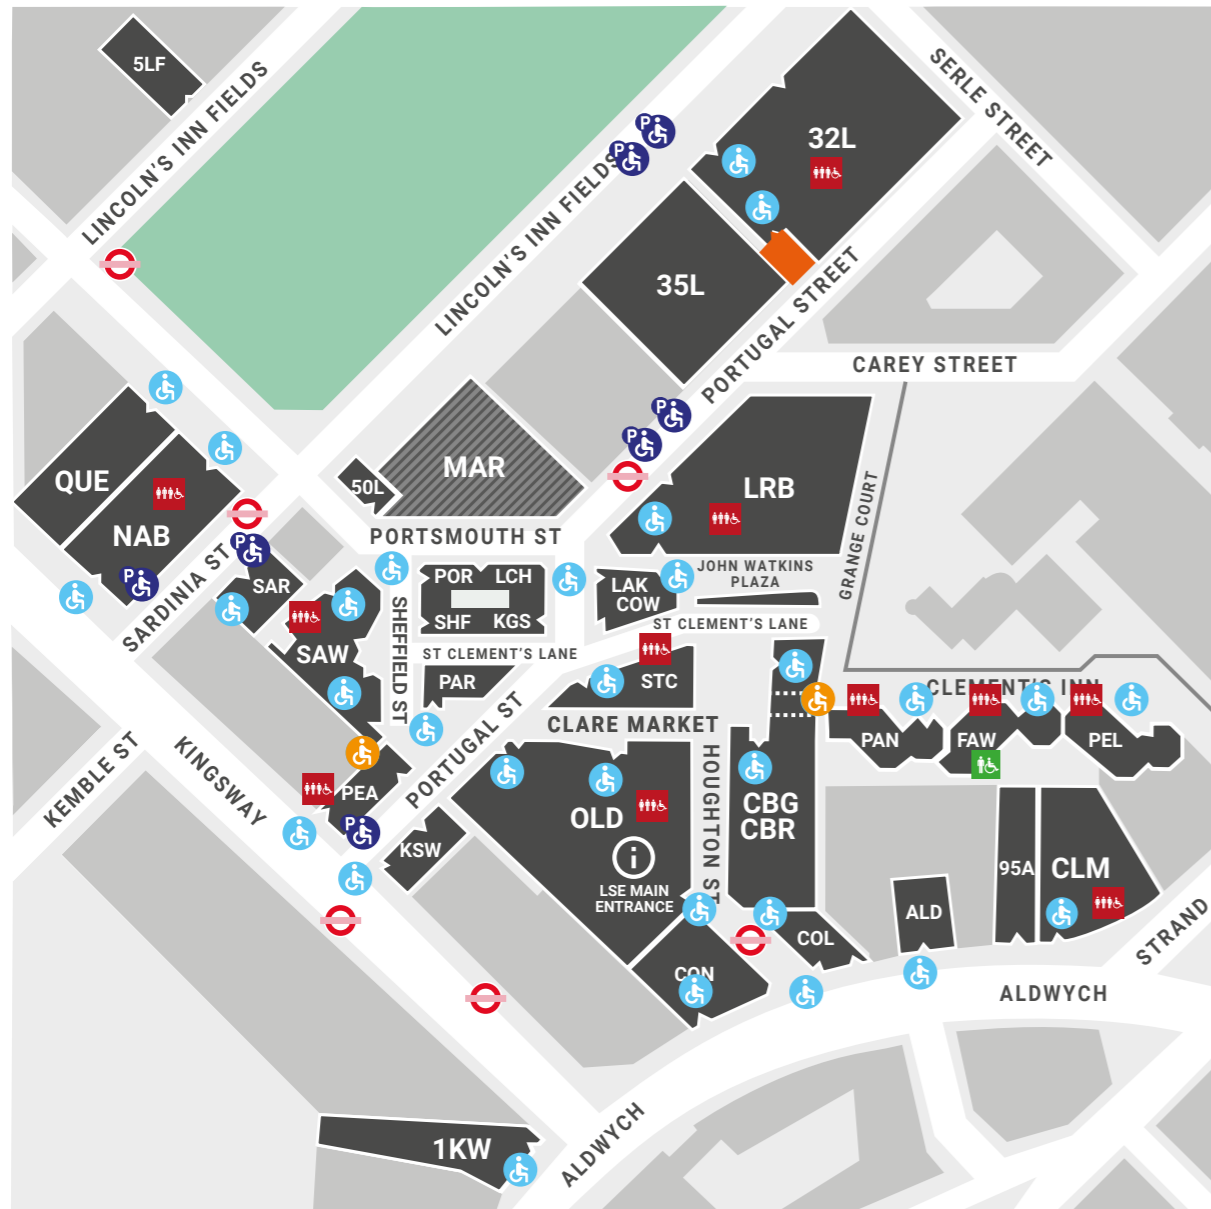 5LF
LINCOLN'S INN FIELDS
SERLE STREET
32L
LINCOLN'S INN FIELDS
P
P
35L
PORTUGAL STREET
CAREY STREET
P
P
QUE
NAB
MAR
50L
LRB
GRANGE COURT
PORTSMOUTH ST
P
P
SARDINIA ST
SAR
SAW
SHEFFIELD ST
POR
LCH
SHF
KGS
LAK
COW
JOHN WATKINS
PLAZA
ST CLEMENT'S LANE
ST CLEMENT'S LANE
PAR
STC
CLEMENT'S INN
CLARE MARKET
PAN
FAW
PEL
KEMBLE ST
KINGSWAY
PORTUGAL ST
PEA
P
KSW
OLD
i
LSE MAIN
ENTRANCE
HOUGHTON ST
CBG
CBR
95A
CLM
ALD
COL
CON
STRAND
ALDWYCH
ALDWYCH
1KW